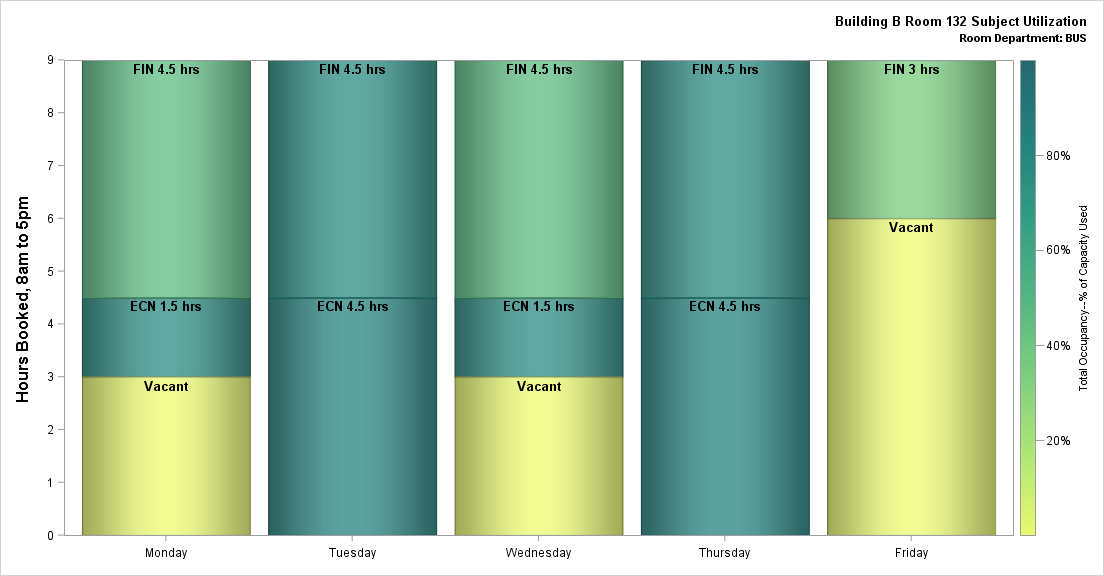 Building B Room 132 Subject Utilization
Room Department: BUS
Hours Booked, 8am to 5pm
9
8
7
6
5
4
3
2
1
0
FIN 4.5 hrs
ECN 1.5 hrs
Vacant
FIN 4.5 hrs
ECN 4.5 hrs
FIN 4.5 hrs
ECN 1.5 hrs
Vacant
FIN 4.5 hrs
ECN 4.5 hrs
FIN 3 hrs
Vacant
Monday
Tuesday
Wednesday
Thursday
Friday
80%
60%
40%
20%
Total Occupancy--% of Capacity Used